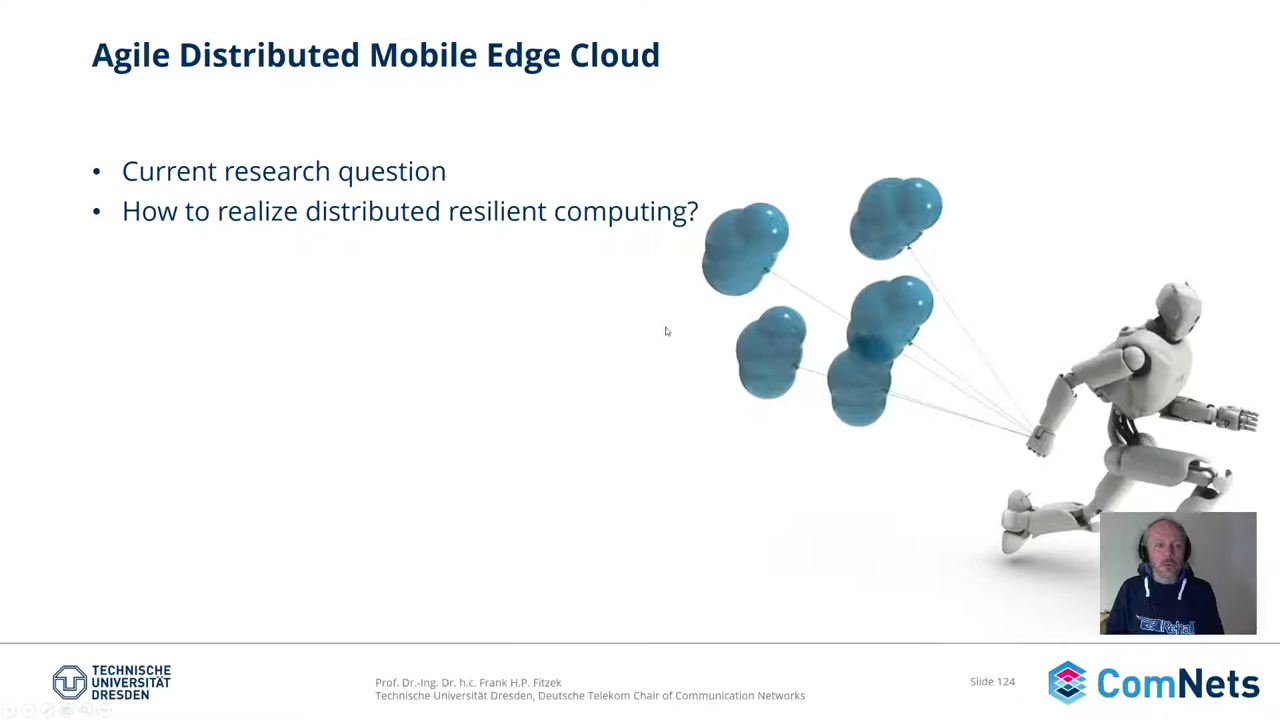 Agile Distributed Mobile Edge Cloud
• Current research question
• How to realize distributed resilient computing?
TECHNISCHE
UNIVERSITÄT
DRESDEN
Prof. Dr.-Ing. Dr. h.c. Frank H.P. Fitzek
Technische Universität Dresden, Deutsche Telekom Chair of Communication Networks
Slide 124
ComNets